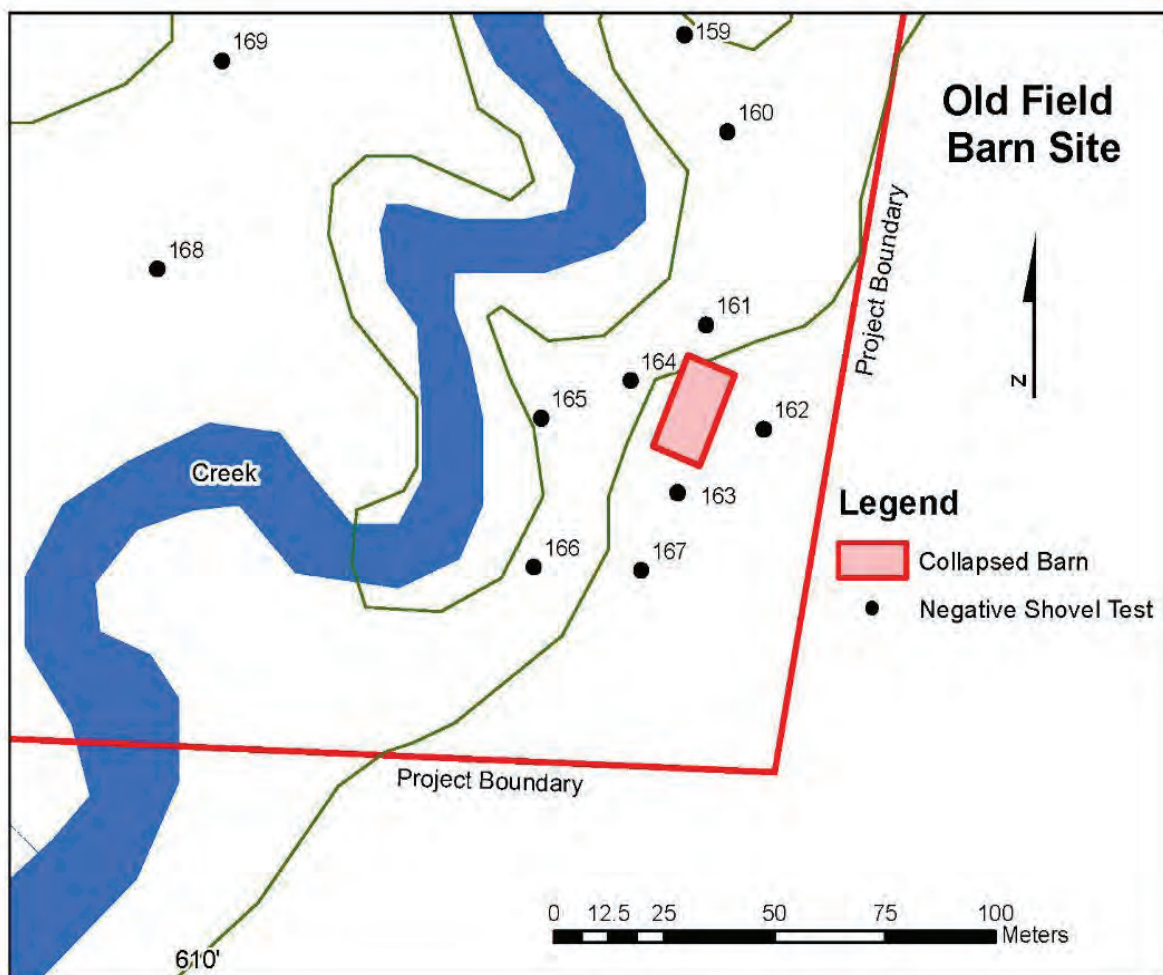 169
159
160
Old Field
Barn Site
168
Project Boundary
161
164
165
162
N
Creek
163
Legend
166
167
Collapsed Barn
Negative Shovel Test
Project Boundary
0 12.5 25 50 75 100
Meters
610'